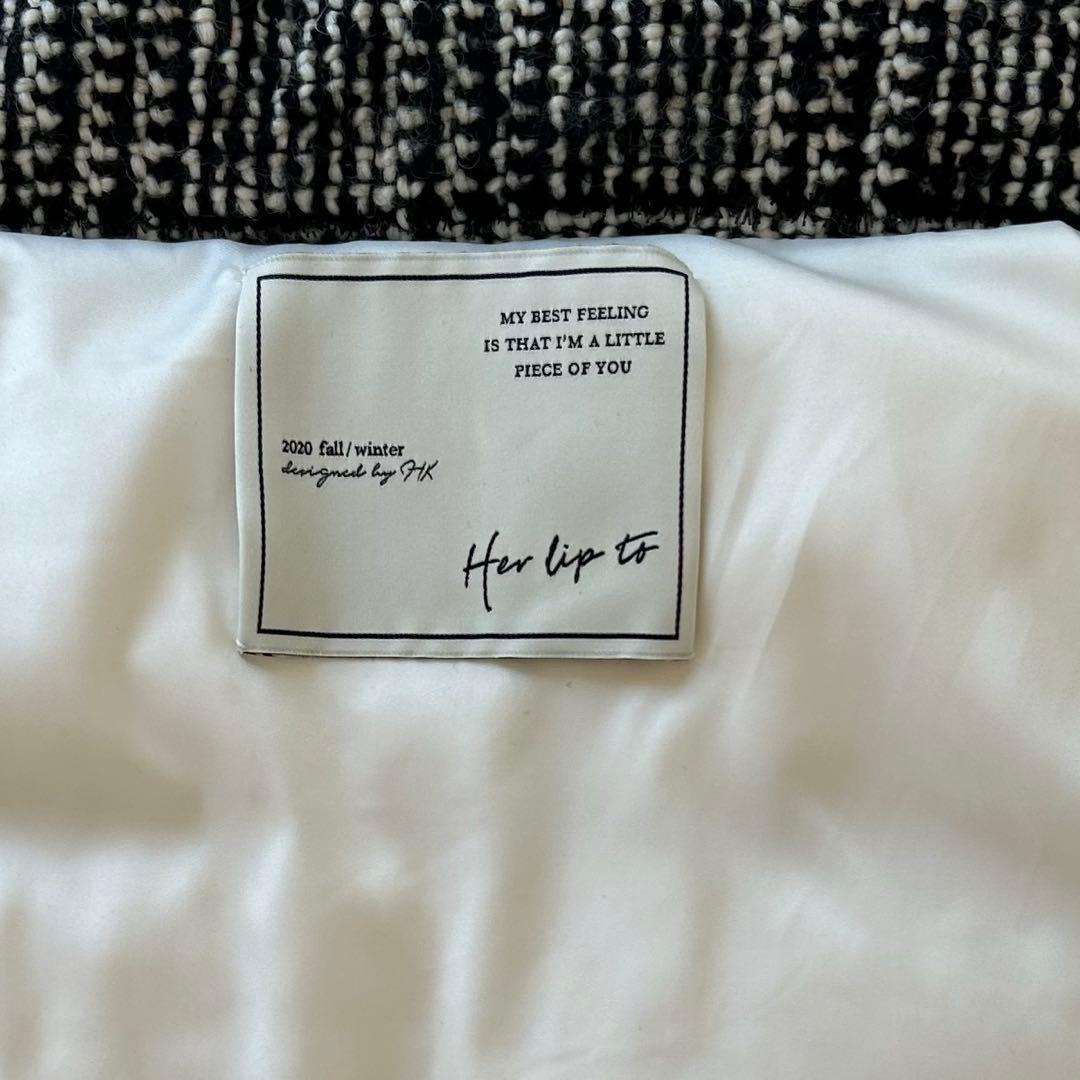 MY BEST FEELING
IS THAT I'M A LITTLE
PIECE OF YOU
2020 fall/winter
designed by HK
Her lip to